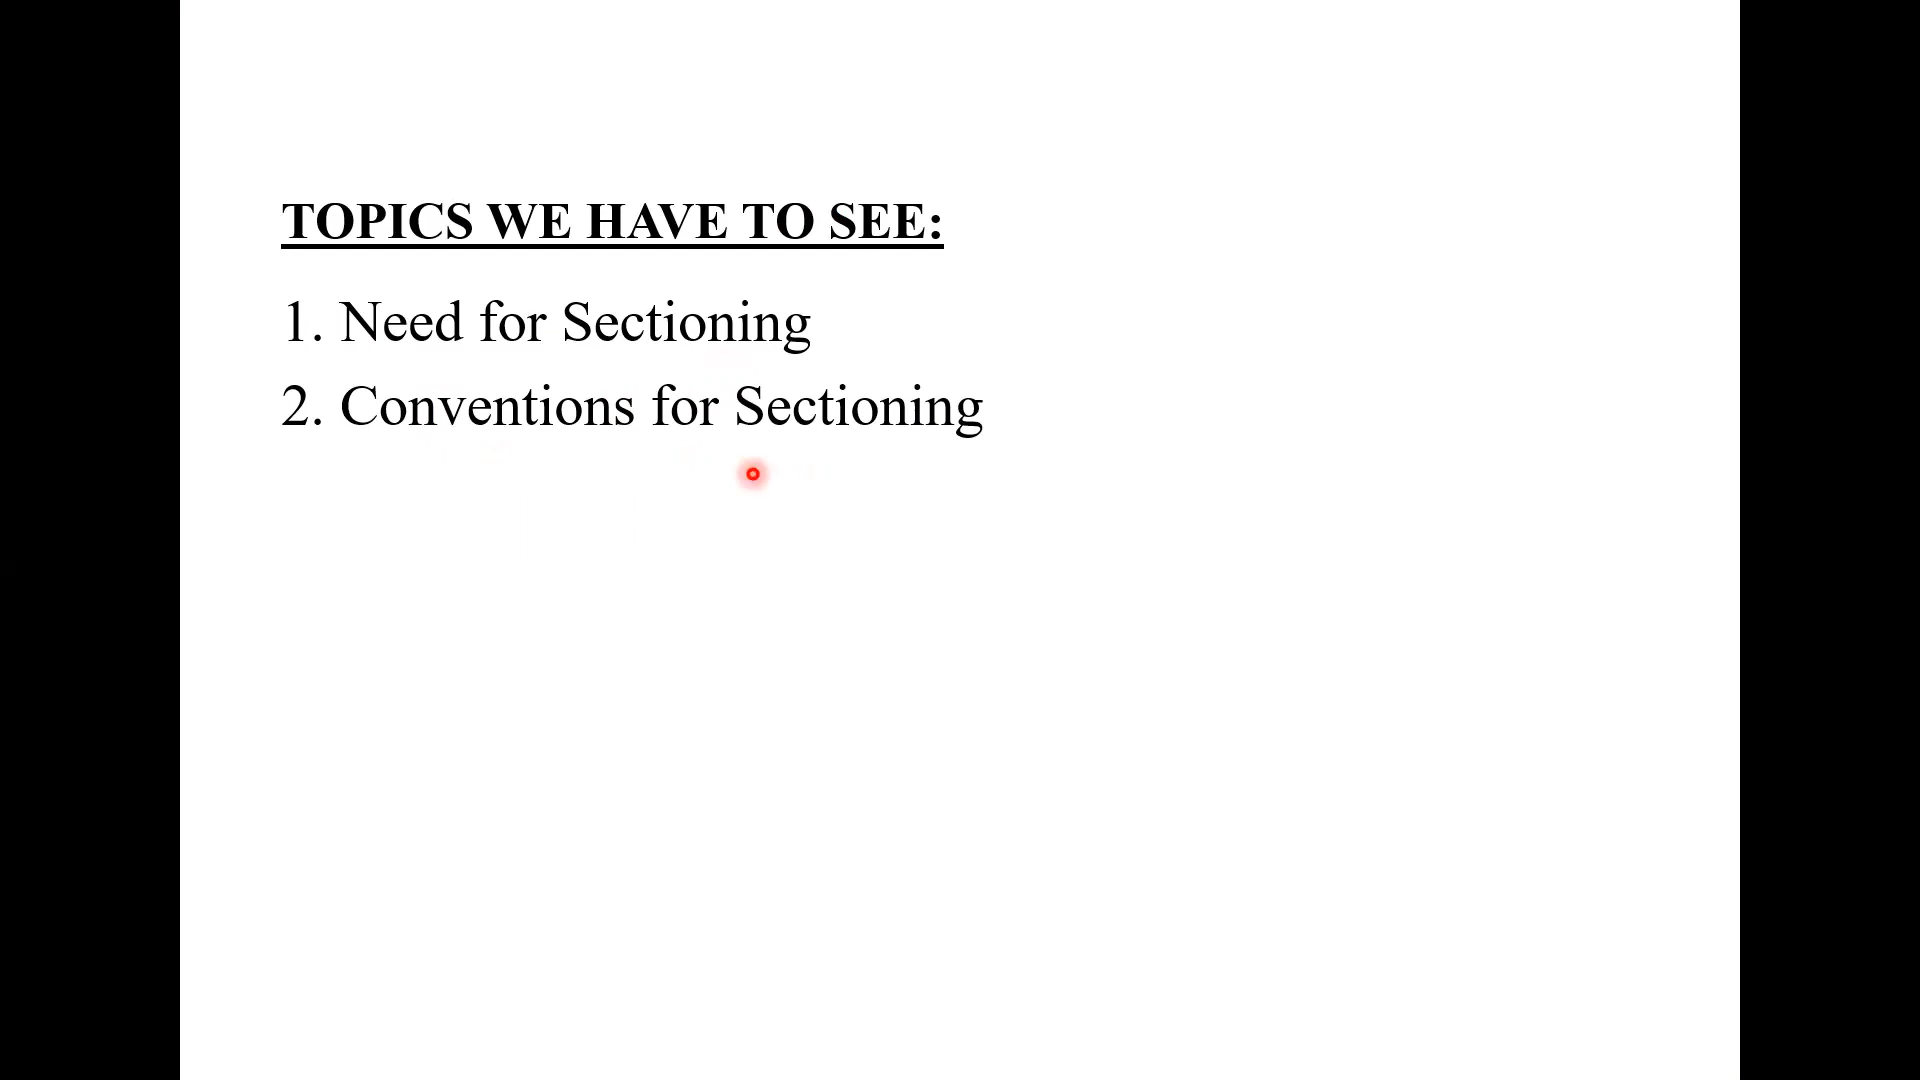 TOPICS WE HAVE TO SEE:
1. Need for Sectioning
2. Conventions for Sectioning